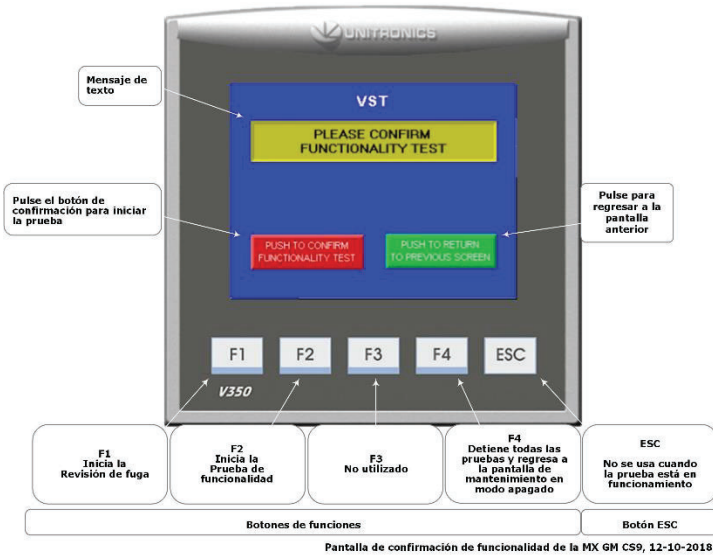 UNITRONICS
Mensaje de
texto
VST
PLEASE CONFIRM
FUNCTIONALITY TEST
Pulse el botón de
confirmación para iniciar
la prueba
Pulse para
regresar a la
pantalla
anterior
PUSH TO CONFIRM
FUNCTIONALITY TEST
PUSH TO RETURN
TO PREVIOUS SCREEN
F1
F2
F3
F4
ESC
V350
F1
Inicia la
Revisión de fuga
F2
Inicia la
Prueba de
funcionalidad
F3
No utilizado
F4
Detiene todas las
pruebas y regresa a
la pantalla de
mantenimiento en
modo apagado
ESC
No se usa cuando
la prueba está en
funcionamiento
Botones de funciones
Botón ESC
Pantalla de confirmación de funcionalidad de la MX GM CS9, 12-10-2018